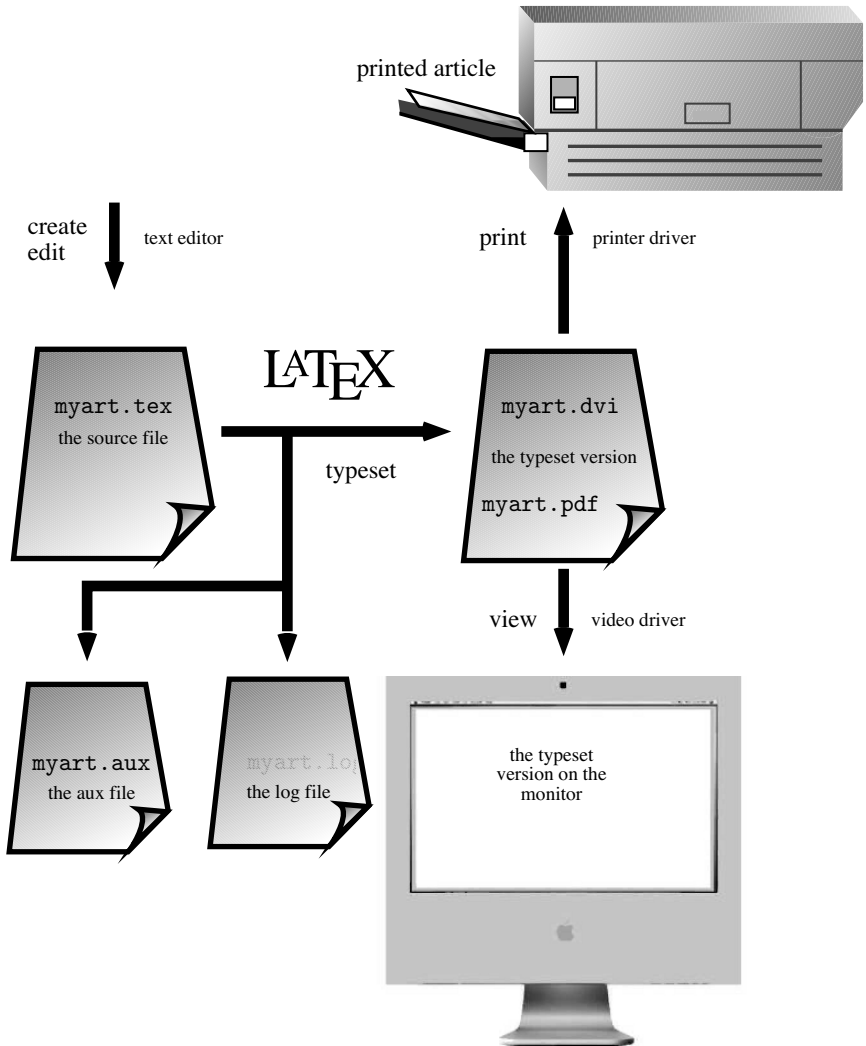 printed article
create
edit
text editor
print
printer driver
LATEX
myart.tex
the source file
typeset
myart.dvi
the typeset version
myart.pdf
view
video driver
myart.aux
the aux file
myart.log
the log file
the typeset
version on the
monitor